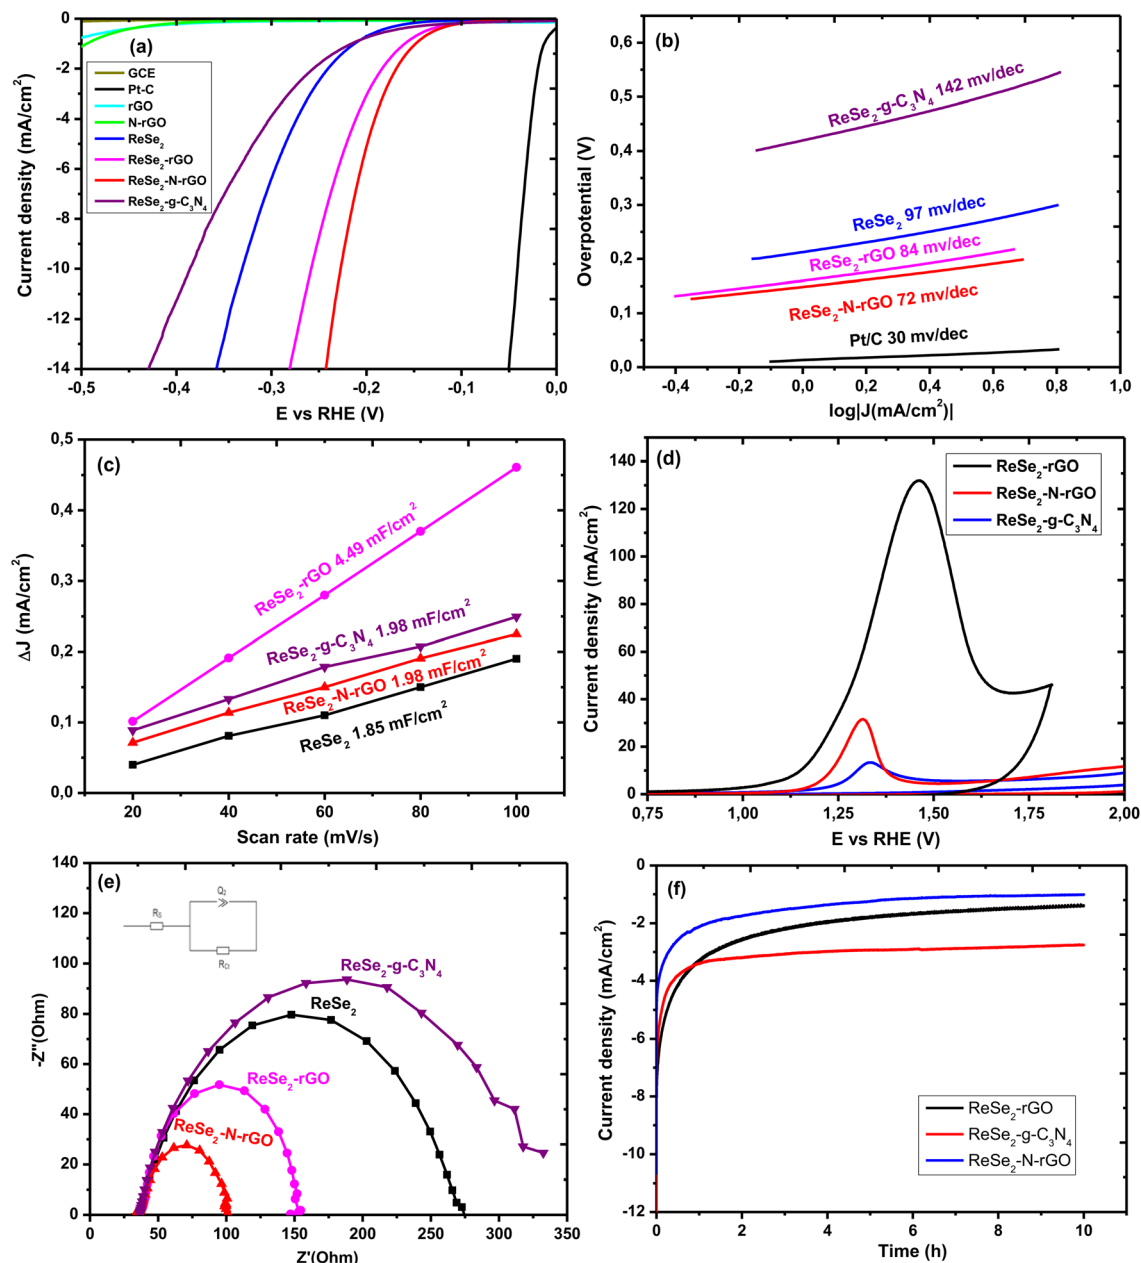 (a)
GCE
Pt-C
rGO
N-rGO
ReSe₂
ReSe₂-rGO
ReSe₂-N-rGO
ReSe₂-g-C₃N₄
0
-2
-4
-6
-8
-10
-12
-14
Current density (mA/cm²)
-0,5 -0,4 -0,3 -0,2 -0,1 0,0
E vs RHE (V)
(b)
0,6
0,5
0,4
0,3
0,2
0,1
0,0
Overpotential (V)
ReSe₂-g-C₃N₄ 142 mv/dec
ReSe₂ 97 mv/dec
ReSe₂-rGO 84 mv/dec
ReSe₂-N-rGO 72 mv/dec
Pt/C 30 mv/dec
-0,4 -0,2 0,0 0,2 0,4 0,6 0,8 1,0
log|J(mA/cm²)|
(c)
0,5
0,4
0,3
0,2
0,1
0,0
ΔJ (mA/cm²)
ReSe₂-rGO 4.49 mF/cm²
ReSe₂-g-C₃N₄ 1.98 mF/cm²
ReSe₂-N-rGO 1.98 mF/cm²
ReSe₂ 1.85 mF/cm²
20 40 60 80 100
Scan rate (mV/s)
(d)
ReSe₂-rGO
ReSe₂-N-rGO
ReSe₂-g-C₃N₄
140
120
100
80
60
40
20
0
Current density (mA/cm²)
0,75 1,00 1,25 1,50 1,75 2,00
E vs RHE (V)
(e)
140
120
100
80
60
40
20
0
-Z''(Ohm)
Rs
Q₂
Rct
ReSe₂-g-C₃N₄
ReSe₂
ReSe₂-rGO
ReSe₂-N-rGO
0 50 100 150 200 250 300 350
Z'(Ohm)
(f)
0
-2
-4
-6
-8
-10
-12
Current density (mA/cm²)
ReSe₂-rGO
ReSe₂-g-C₃N₄
ReSe₂-N-rGO
0 2 4 6 8 10
Time (h)